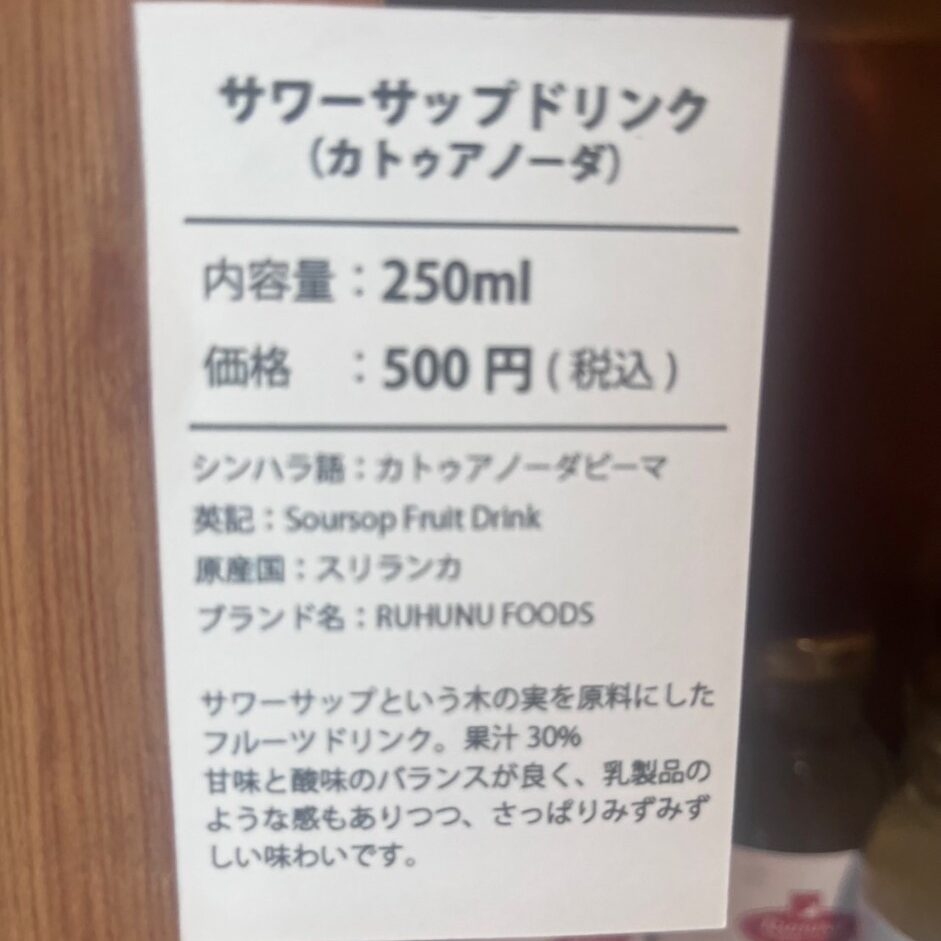 サワーサップドリンク
（カトゥアノーダ）
内容量：250ml
価格　：500 円 ( 税込 )
シンハラ語：カトゥアノーダビーマ
英記：Soursop Fruit Drink
原産国：スリランカ
ブランド名：RUHUNU FOODS
サワーサップという木の実を原料にした
フルーツドリンク。果汁 30%
甘味と酸味のバランスが良く、乳製品の
ような感もありつつ、さっぱりみずみず
しい味わいです。